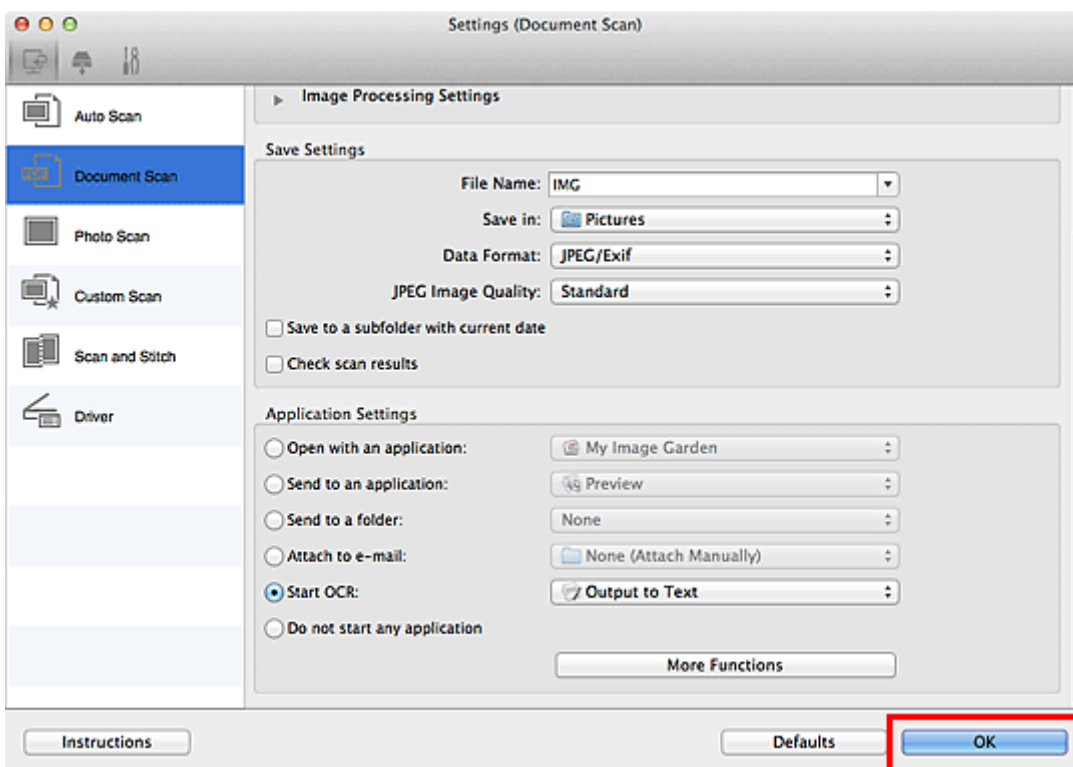 Settings (Document Scan)
Auto Scan
Document Scan
Photo Scan
Custom Scan
Scan and Stitch
Driver
Image Processing Settings
Save Settings
File Name: IMG
Save in: Pictures
Data Format: JPEG/Exif
JPEG Image Quality: Standard
Save to a subfolder with current date
Check scan results
Application Settings
Open with an application: My Image Garden
Send to an application: Preview
Send to a folder: None
Attach to e-mail: None (Attach Manually)
Start OCR: Output to Text
Do not start any application
More Functions
Instructions Defaults OK